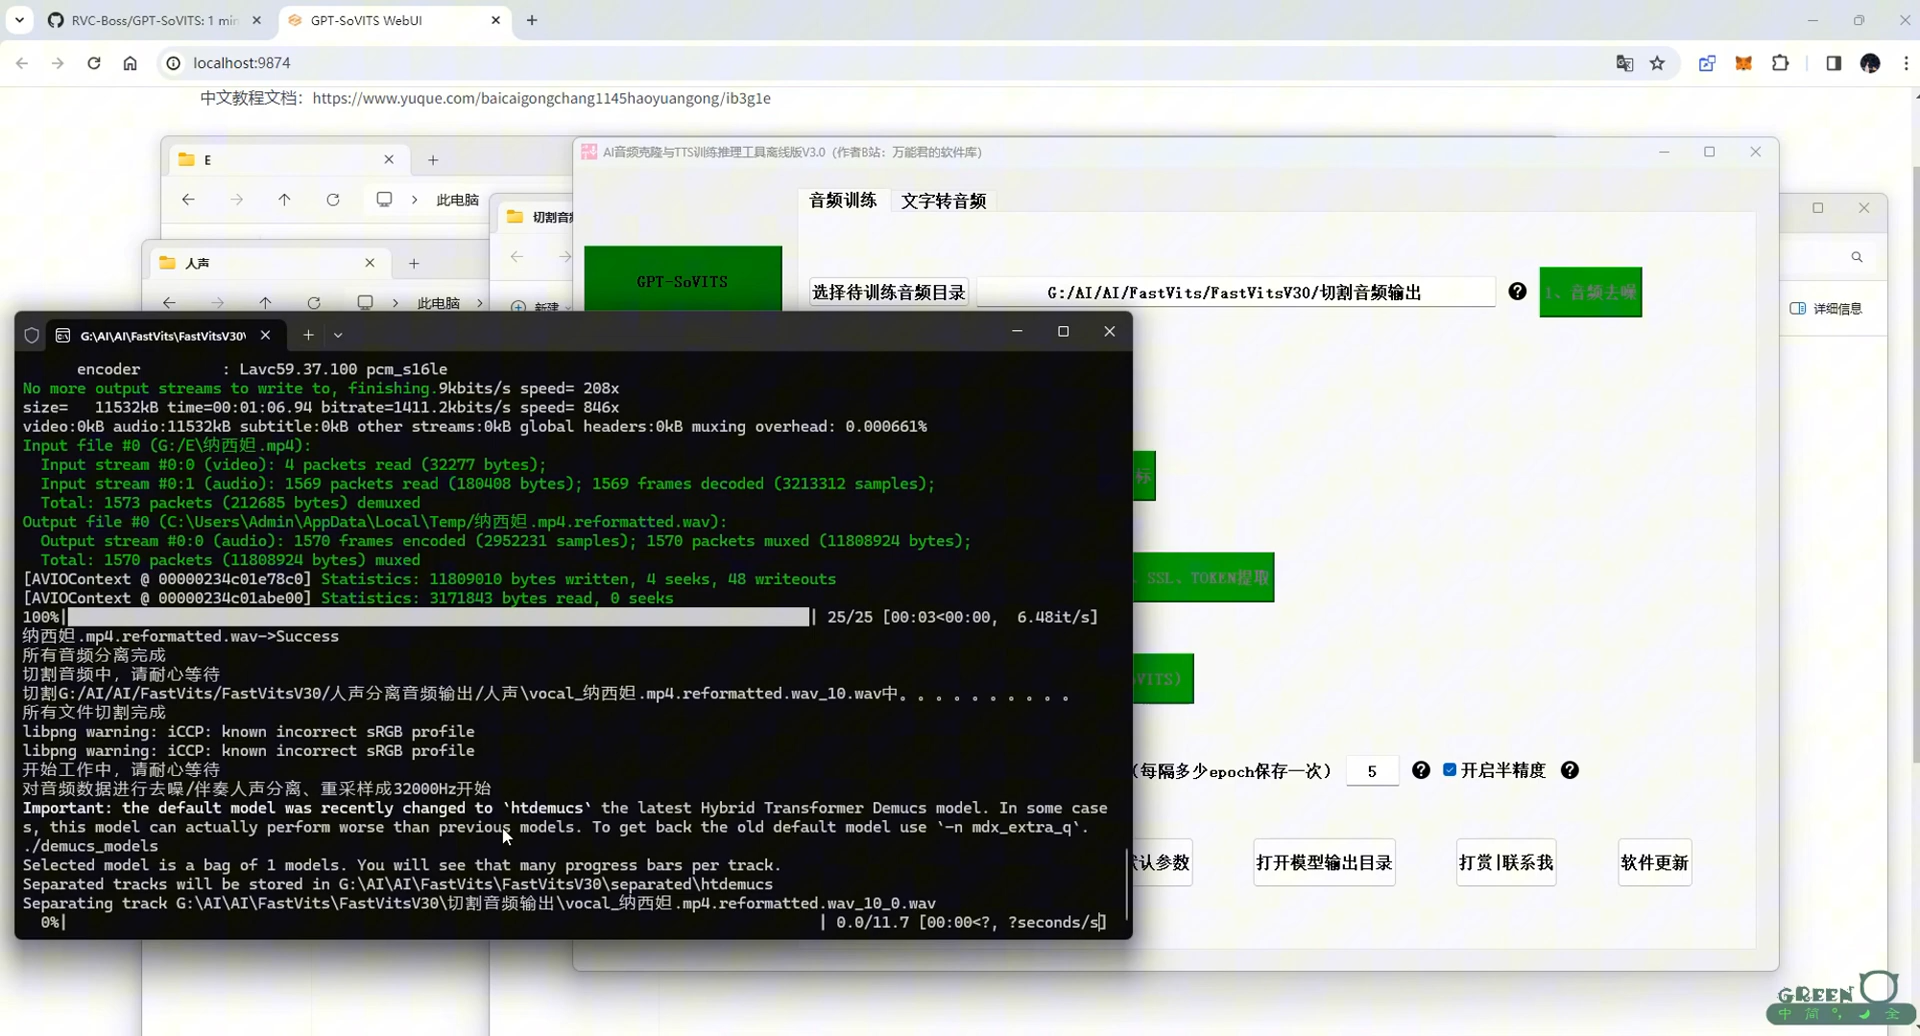 RVC-Boss/GPT-SoVITS: 1 min
GPT-SoVITS WebUI
localhost:9874
中文教程文档：https://www.yuque.com/baicaigongchang1145haoyuangong/ib3g1e
E
此电脑
切割音频
人声
此电脑
新建
详细信息
AI音频克隆与TTS训练推理工具离线版V3.0（作者B站：万能君的软件库）
音频训练
文字转音频
GPT-SoVITS
选择待训练音频目录
G:/AI/AI/FastVits/FastVitsV30/切割音频输出
1、音频去噪
标
、SSL、TOKEN提取
VITS)
（每隔多少epoch保存一次）
5
开启半精度
认参数
打开模型输出目录
打赏|联系我
软件更新
G:\AI\AI\FastVits\FastVitsV30\
encoder : Lavc59.37.100 pcm_s16le
No more output streams to write to, finishing.9kbits/s speed= 208x
size= 11532kB time=00:01:06.94 bitrate=1411.2kbits/s speed= 846x
video:0kB audio:11532kB subtitle:0kB other streams:0kB global headers:0kB muxing overhead: 0.000661%
Input file #0 (G:/E\纳西妲.mp4):
Input stream #0:0 (video): 4 packets read (32277 bytes);
Input stream #0:1 (audio): 1569 packets read (180408 bytes); 1569 frames decoded (3213312 samples);
Total: 1573 packets (212685 bytes) demuxed
Output file #0 (C:\Users\Admin\AppData\Local\Temp/纳西妲.mp4.reformatted.wav):
Output stream #0:0 (audio): 1570 frames encoded (2952231 samples); 1570 packets muxed (11808924 bytes);
Total: 1570 packets (11808924 bytes) muxed
[AVIOContext @ 00000234c01e78c0] Statistics: 11809010 bytes written, 4 seeks, 48 writeouts
[AVIOContext @ 00000234c01abe00] Statistics: 3171843 bytes read, 0 seeks
100%| | 25/25 [00:03<00:00, 6.48it/s]
纳西妲.mp4.reformatted.wav->Success
所有音频分离完成
切割音频中，请耐心等待
切割G:/AI/AI/FastVits/FastVitsV30/人声分离音频输出/人声\vocal_纳西妲.mp4.reformatted.wav_10.wav中。。。。。。。。。。
所有文件切割完成
libpng warning: iCCP: known incorrect sRGB profile
libpng warning: iCCP: known incorrect sRGB profile
开始工作中，请耐心等待
对音频数据进行去噪/伴奏人声分离、重采样成32000Hz开始
Important: the default model was recently changed to `htdemucs` the latest Hybrid Transformer Demucs model. In some case
s, this model can actually perform worse than previous models. To get back the old default model use `-n mdx_extra_q`.
./demucs_models
Selected model is a bag of 1 models. You will see that many progress bars per track.
Separated tracks will be stored in G:\AI\AI\FastVits\FastVitsV30\separated\htdemucs
Separating track G:\AI\AI\FastVits\FastVitsV30\切割音频输出\vocal_纳西妲.mp4.reformatted.wav_10_0.wav
0%| | 0.0/11.7 [00:00<?, ?seconds/s]
GREEN
中 简 °, 全